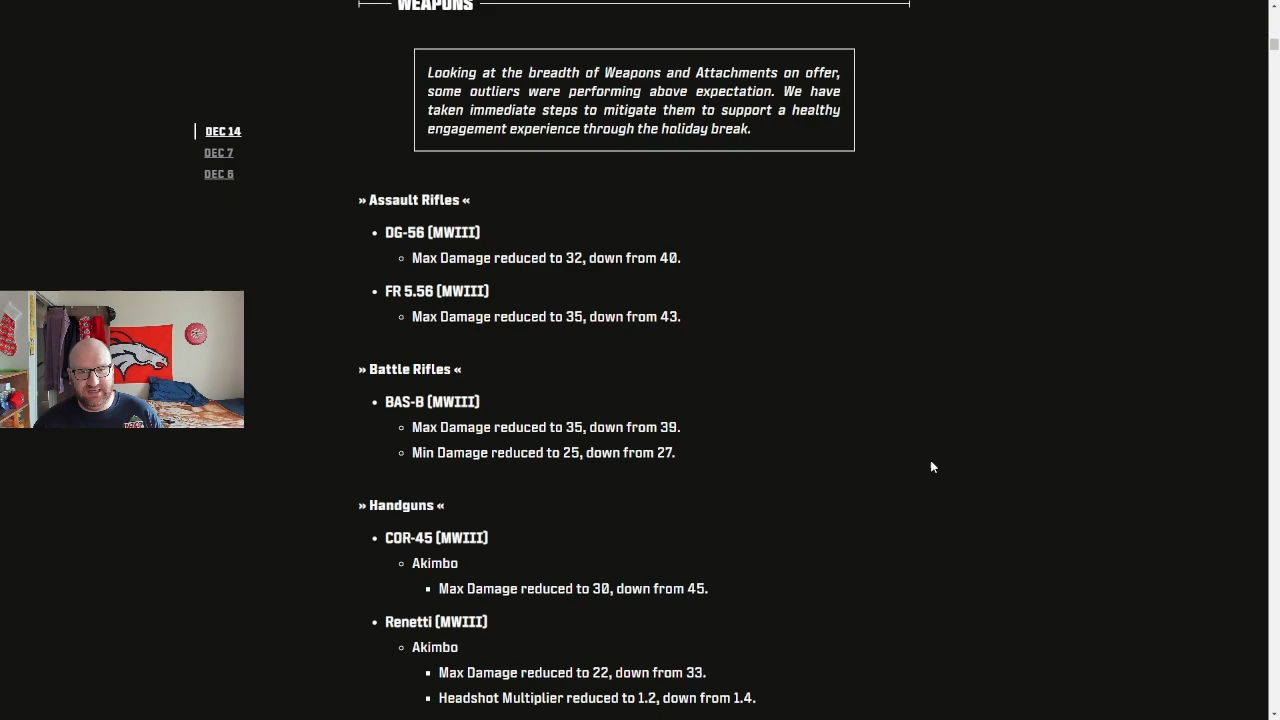 WEAPONS
Looking at the breadth of Weapons and Attachments on offer,
some outliers were performing above expectation. We have
taken immediate steps to mitigate them to support a healthy
engagement experience through the holiday break.
DEC 14
DEC 7
DEC 6
» Assault Rifles «
• DG-56 (MWIII)
◦ Max Damage reduced to 32, down from 40.
• FR 5.56 (MWIII)
◦ Max Damage reduced to 35, down from 43.
» Battle Rifles «
• BAS-B (MWIII)
◦ Max Damage reduced to 35, down from 39.
◦ Min Damage reduced to 25, down from 27.
» Handguns «
• COR-45 (MWIII)
◦ Akimbo
▪ Max Damage reduced to 30, down from 45.
• Renetti (MWIII)
◦ Akimbo
▪ Max Damage reduced to 22, down from 33.
▪ Headshot Multiplier reduced to 1.2, down from 1.4.